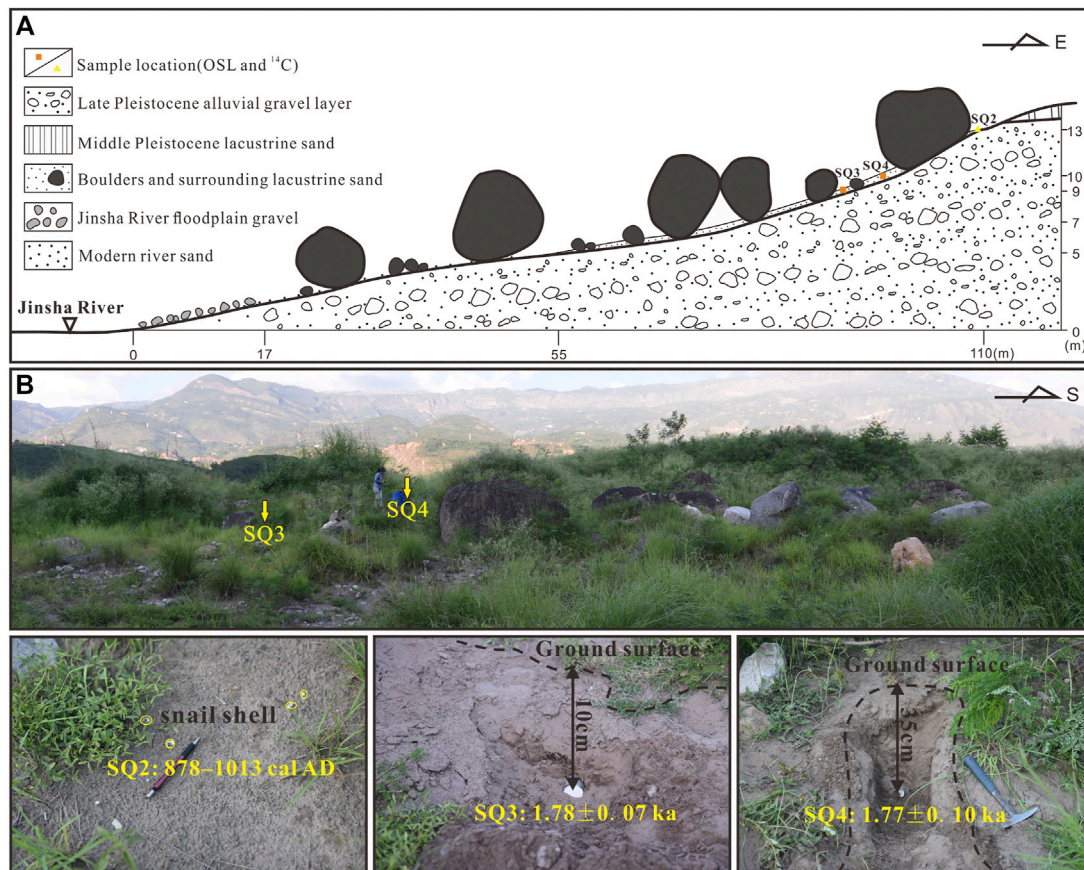 A
E
Sample location(OSL and ¹⁴C)
Late Pleistocene alluvial gravel layer
Middle Pleistocene lacustrine sand
Boulders and surrounding lacustrine sand
Jinsha River floodplain gravel
Modern river sand
Jinsha River
SQ2
SQ4
SQ3
13
10
9
7
5
0
(m)
0
17
55
110(m)
B
S
SQ3
SQ4
snail shell
SQ2: 878–1013 cal AD
Ground surface
10cm
SQ3: 1.78±0.07 ka
Ground surface
35cm
SQ4: 1.77±0.10 ka